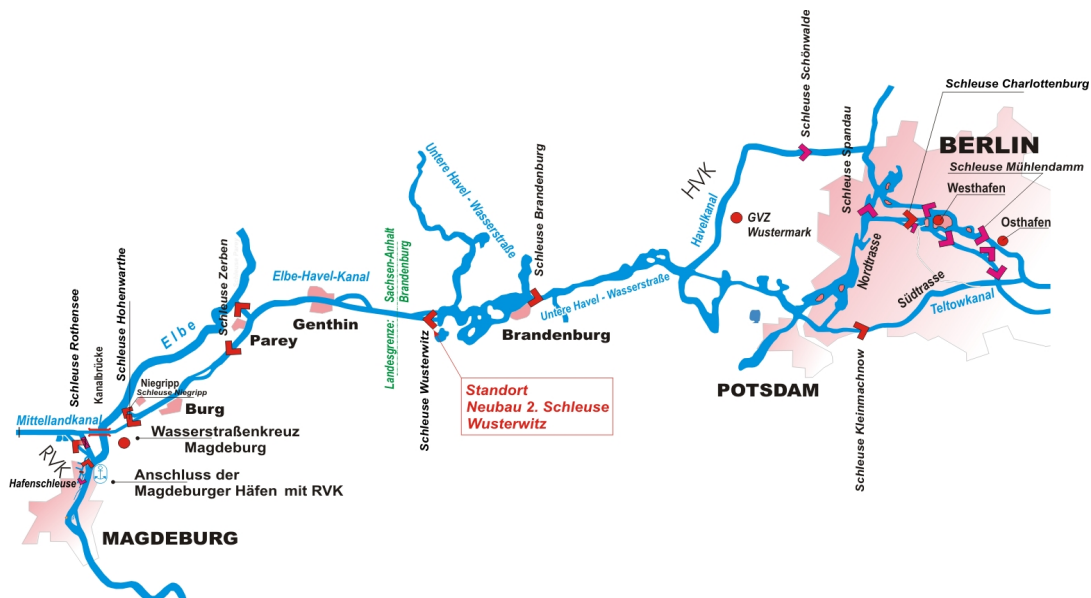 Schleuse Charlottenburg
BERLIN
Schleuse Mühlendamm
Westhafen
Osthafen
Schleuse Schönwalde
Schleuse Spandau
HVK
Havelkanal
GVZ
Wustermark
Nordtrasse
Südtrasse
Teltowkanal
Schleuse Kleinmachnow
POTSDAM
Untere Havel - Wasserstraße
Schleuse Brandenburg
Untere Havel - Wasserstraße
Brandenburg
Landesgrenze:
Sachsen-Anhalt
Brandenburg
Elbe-Havel-Kanal
Genthin
Schleuse Wusterwitz
Standort
Neubau 2. Schleuse
Wusterwitz
Schleuse Zerben
Parey
Elbe
Schleuse Hohenwarthe
Kanalbrücke
Schleuse Rothensee
Niegripp
Schleuse Niegripp
Burg
Mittellandkanal
Wasserstraßenkreuz
Magdeburg
RVK
Hafenschleuse
Anschluss der
Magdeburger Häfen mit RVK
MAGDEBURG